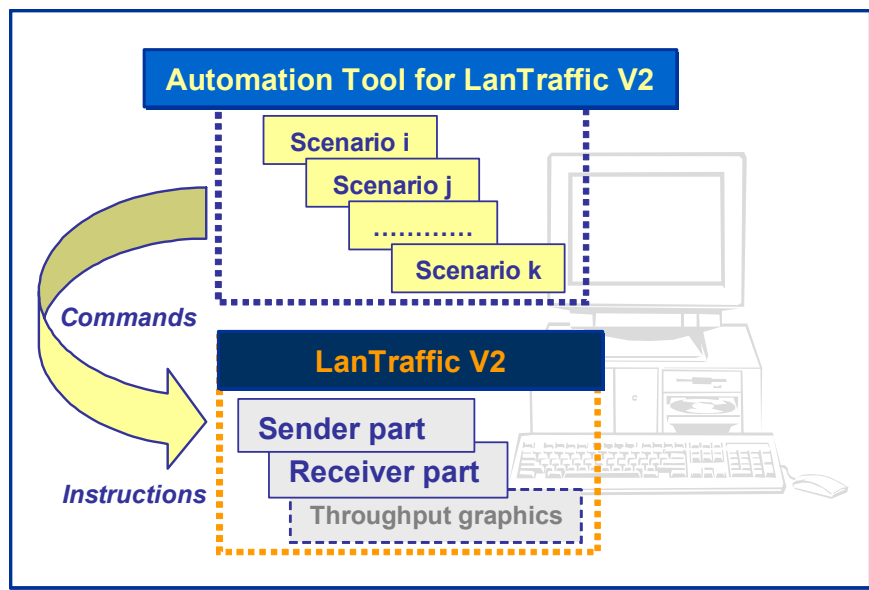 Automation Tool for LanTraffic V2
Scenario i
Scenario j
............
Scenario k
Commands
LanTraffic V2
Sender part
Receiver part
Instructions
Throughput graphics
C